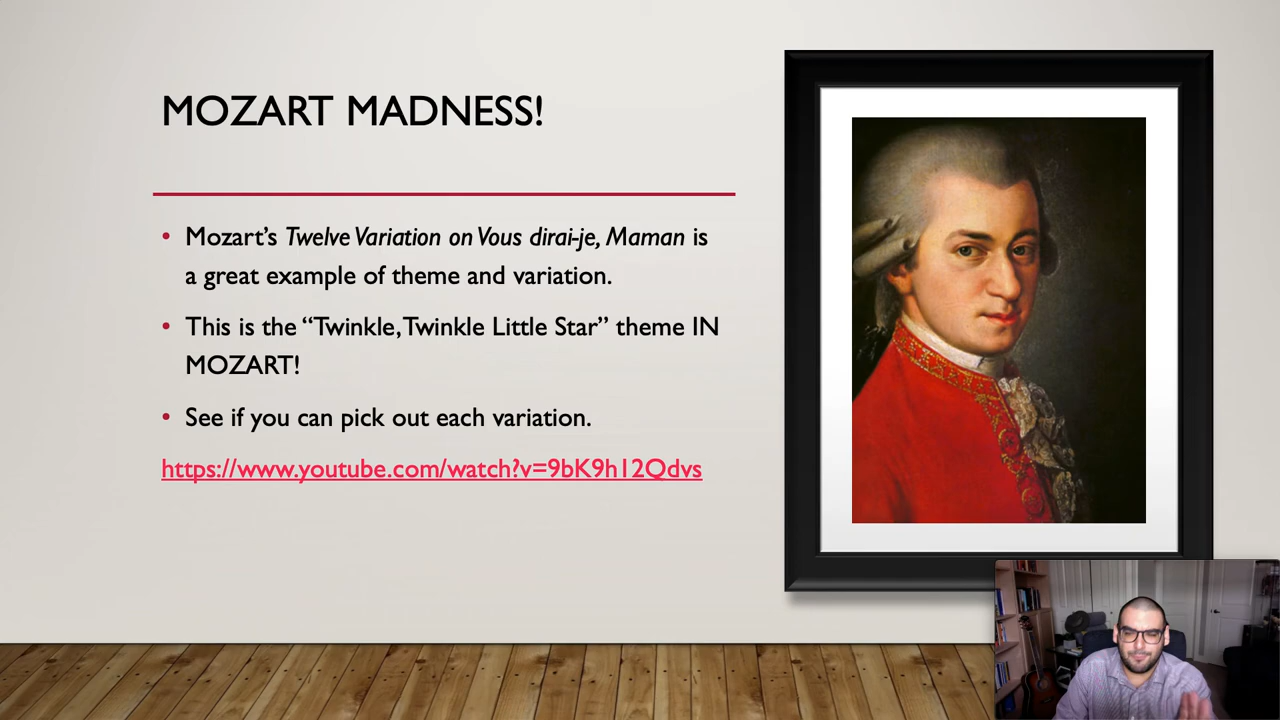 MOZART MADNESS!
• Mozart’s Twelve Variation on Vous dirai-je, Maman is
a great example of theme and variation.
• This is the “Twinkle, Twinkle Little Star” theme IN
MOZART!
• See if you can pick out each variation.
https://www.youtube.com/watch?v=9bK9h12Qdvs